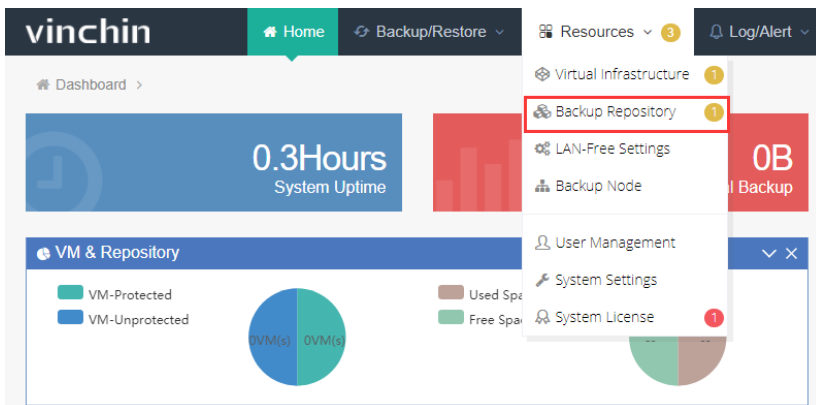 vinchin
Home
Backup/Restore
Resources
3
Log/Alert
Dashboard >
Virtual Infrastructure 1
Backup Repository 1
LAN-Free Settings
Backup Node
User Management
System Settings
System License 1
0.3Hours
System Uptime
0B
l Backup
VM & Repository
VM-Protected
VM-Unprotected
0VM(s)
0VM(s)
Used Spa
Free Spac